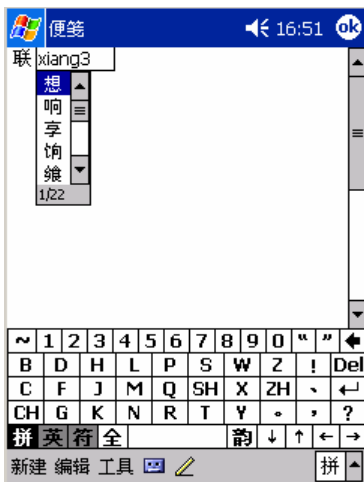 便笺 16:51 ok
联 xiang3
想
响
享
饷
飨
1/22
~ 1 2 3 4 5 6 7 8 9 0 “ ” ←
B D H L P S W Z ! Del
C F J M Q SH X ZH 、 ↵
CH G K N R T Y 。 , ?
拼 英 符 全 韵 ↓ ↑ ← →
新建 编辑 工具 拼